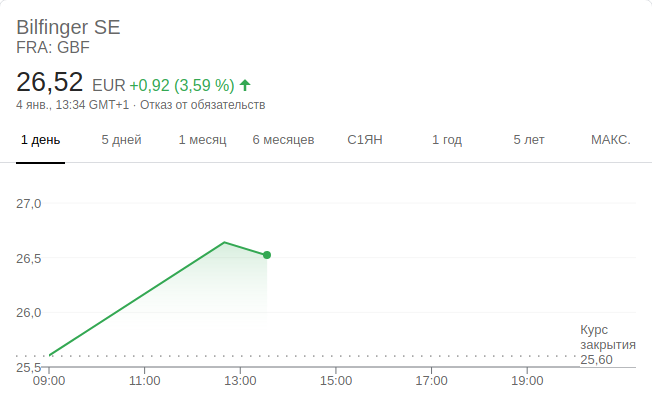 Bilfinger SE
FRA: GBF
26,52 EUR +0,92 (3,59 %) ↑
4 янв., 13:34 GMT+1 · Отказ от обязательств
1 день 5 дней 1 месяц 6 месяцев С1ЯН 1 год 5 лет МАКС.
27,0
26,5
26,0
25,5
Курс
закрытия
25,60
09:00 11:00 13:00 15:00 17:00 19:00